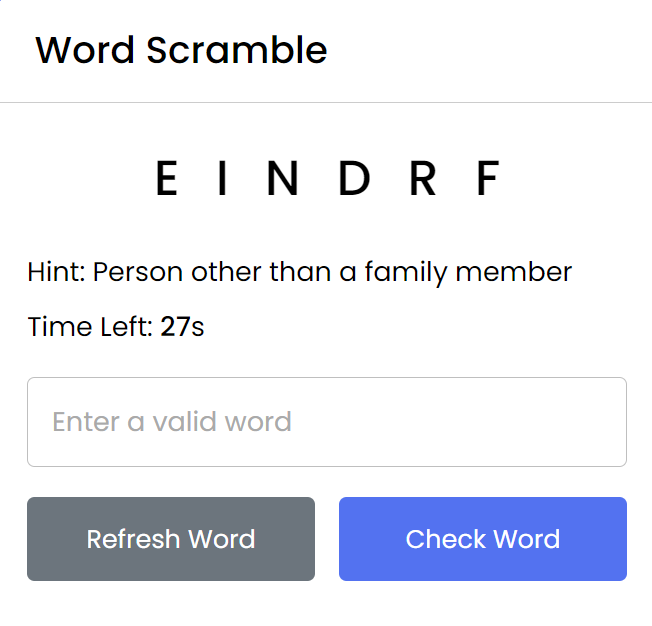 Word Scramble
E I N D R F
Hint: Person other than a family member
Time Left: 27s
Enter a valid word
Refresh Word
Check Word